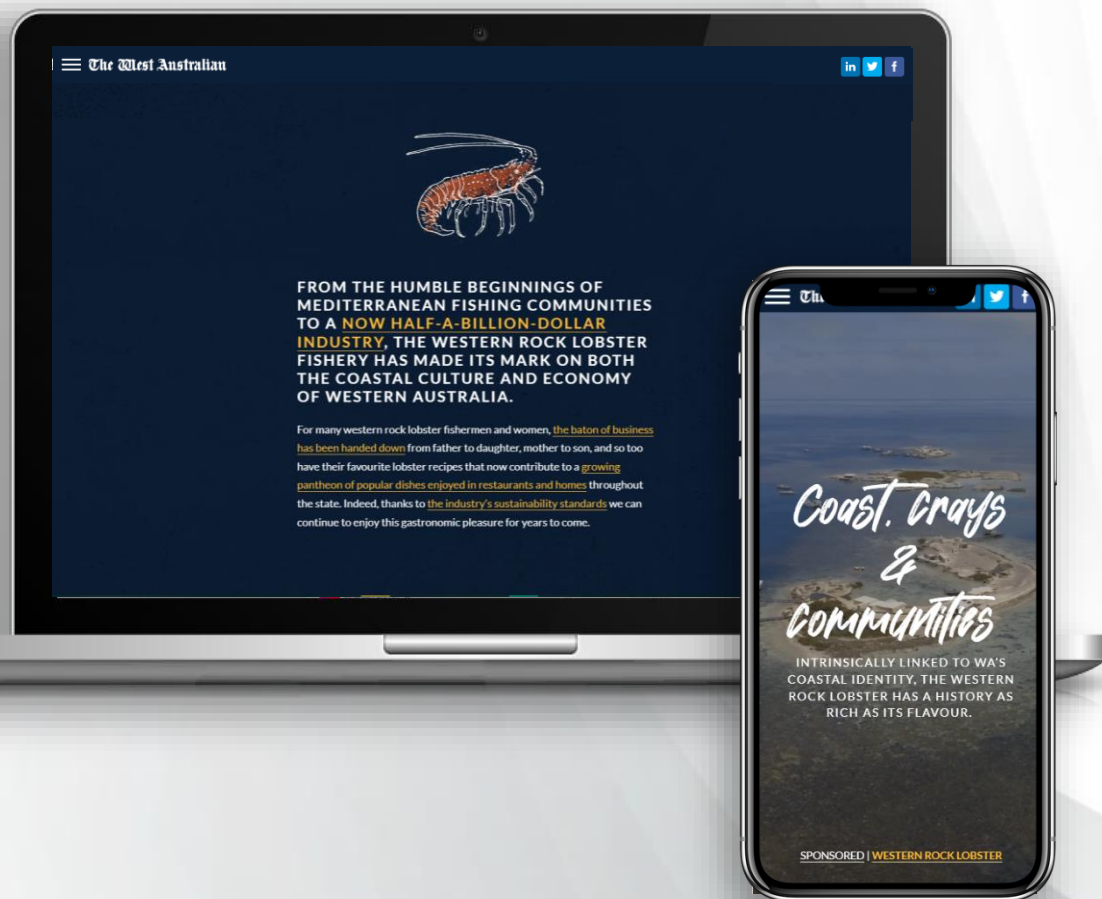 The West Australian
in
f
FROM THE HUMBLE BEGINNINGS OF
MEDITERRANEAN FISHING COMMUNITIES
TO A NOW HALF-A-BILLION-DOLLAR
INDUSTRY, THE WESTERN ROCK LOBSTER
FISHERY HAS MADE ITS MARK ON BOTH
THE COASTAL CULTURE AND ECONOMY
OF WESTERN AUSTRALIA.
For many western rock lobster fishermen and women, the baton of business
has been handed down from father to daughter, mother to son, and so too
have their favourite lobster recipes that now contribute to a growing
pantheon of popular dishes enjoyed in restaurants and homes throughout
the state. Indeed, thanks to the industry's sustainability standards we can
continue to enjoy this gastronomic pleasure for years to come.
f
Coast, crays
&
communities
INTRINSICALLY LINKED TO WA'S
COASTAL IDENTITY, THE WESTERN
ROCK LOBSTER HAS A HISTORY AS
RICH AS ITS FLAVOUR.
SPONSORED | WESTERN ROCK LOBSTER